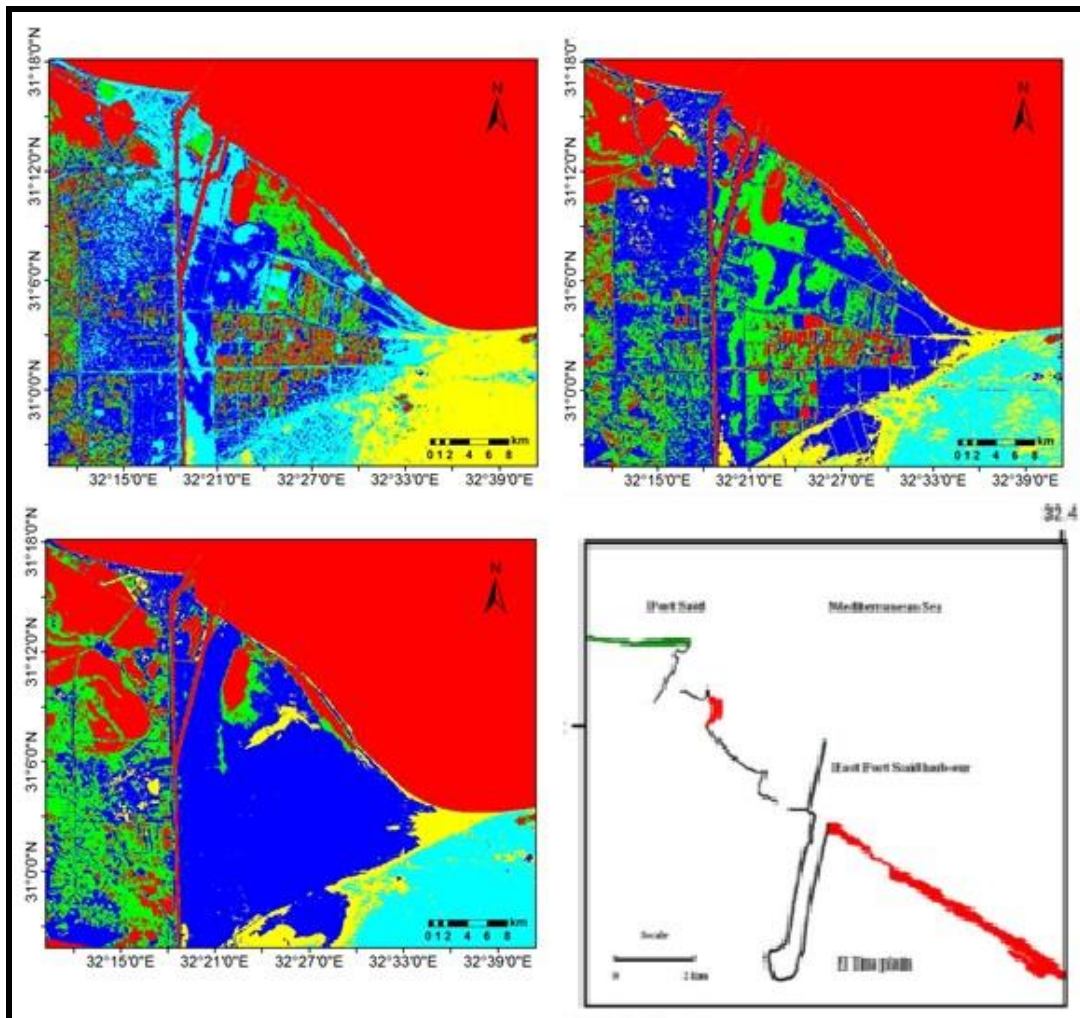 31°18'0"N
31°12'0"N
31°6'0"N
31°0'0"N
N
km
0 1 2 4 6 8
32°15'0"E 32°21'0"E 32°27'0"E 32°33'0"E 32°39'0"E
31°18'0"
31°12'0"N
31°6'0"N
31°0'0"N
N
km
0 1 2 4 6 8
32°15'0"E 32°21'0"E 32°27'0"E 32°33'0"E 32°39'0"E
31°18'0"N
31°12'0"N
31°6'0"N
31°0'0"N
N
km
0 1 2 4 6 8
32°15'0"E 32°21'0"E 32°27'0"E 32°33'0"E 32°39'0"E
32.4
Port Said Mediterranean Sea
East Port Said harbour
Scale
0 2 km
El Tina plain